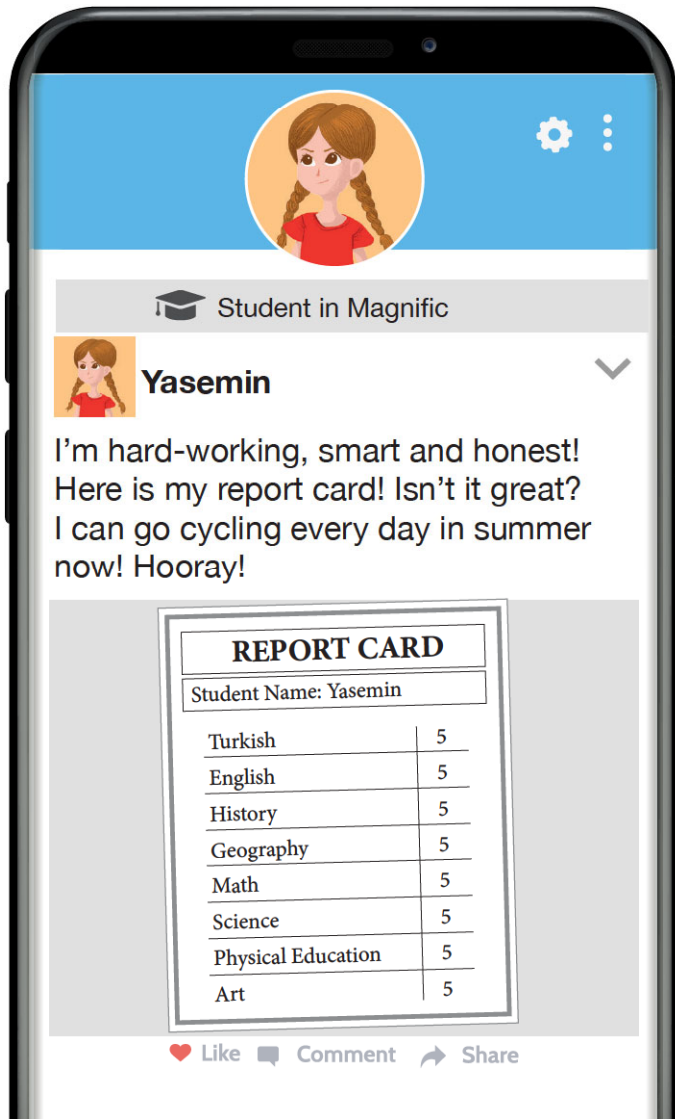 Student in Magnific
Yasemin
I'm hard-working, smart and honest!
Here is my report card! Isn't it great?
I can go cycling every day in summer
now! Hooray!
REPORT CARD
Student Name: Yasemin
Turkish 5
English 5
History 5
Geography 5
Math 5
Science 5
Physical Education 5
Art 5
Like Comment Share